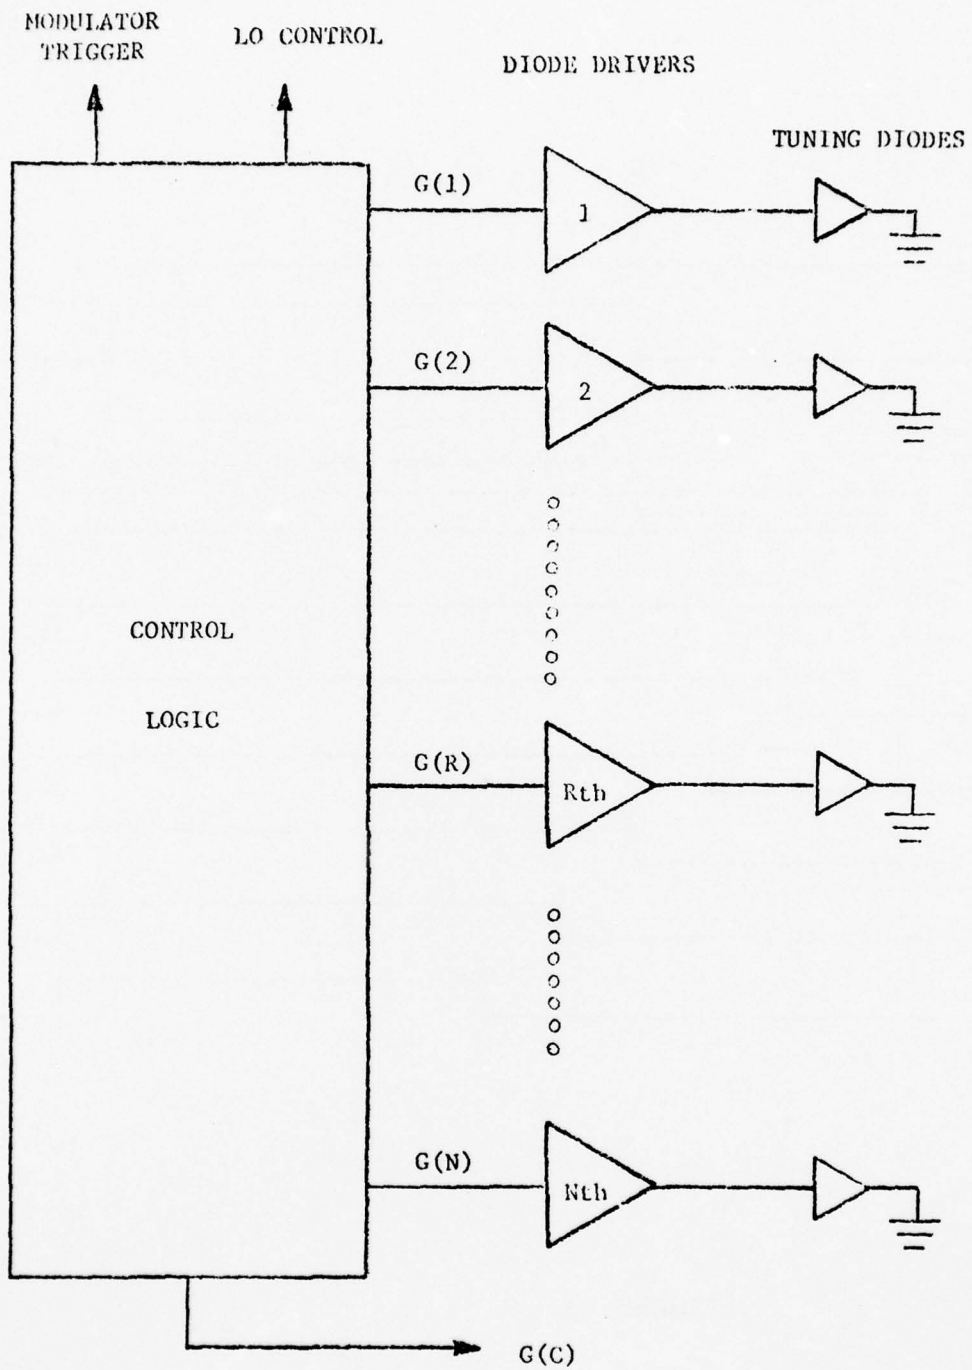 MODULATOR
TRIGGER
LO CONTROL
DIODE DRIVERS
TUNING DIODES
G(1)
1
G(2)
2
CONTROL
LOGIC
G(R)
Rth
G(N)
Nth
G(C)